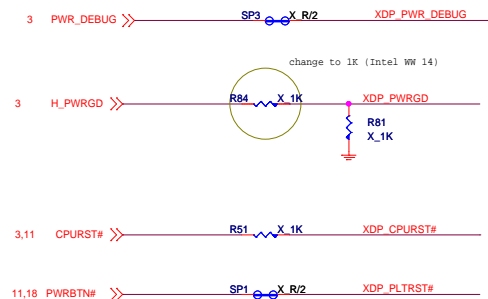 3 PWR_DEBUG SP3 X_R/2 XDP_PWR_DEBUG
change to 1K (Intel WW 14)
3 H_PWRGD R84 X_1K XDP_PWRGD
R81
X_1K
3,11 CPURST# R51 X_1K XDP_CPURST#
11,18 PWRBTN# SP1 X_R/2 XDP_PLTRST#